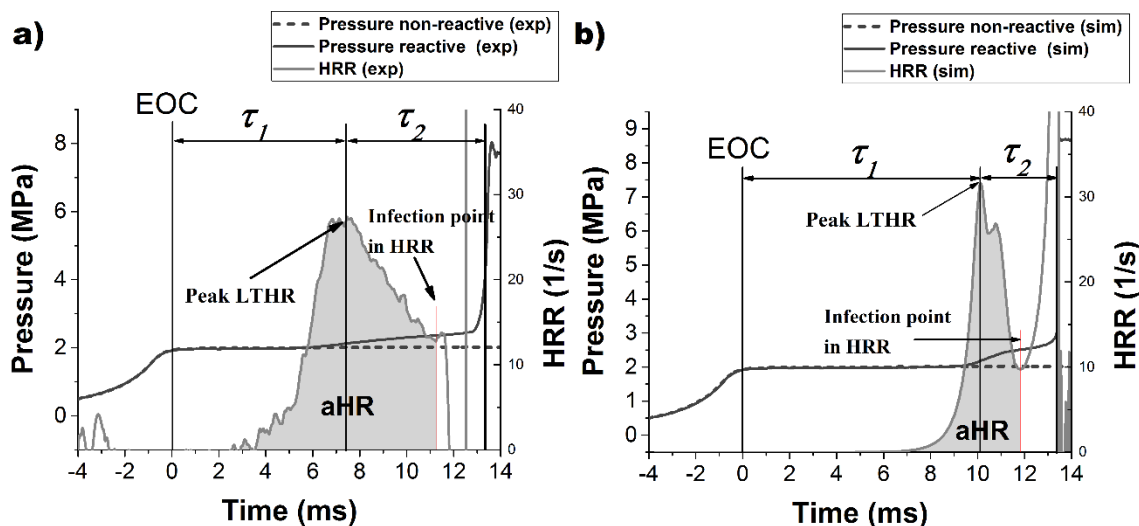 a)
Pressure non-reactive (exp)
Pressure reactive (exp)
HRR (exp)
EOC
τ1
τ2
Infection point
in HRR
Peak LTHR
aHR
Pressure (MPa)
8
6
4
2
0
HRR (1/s)
40
30
20
10
0
-4 -2 0 2 4 6 8 10 12 14
Time (ms)
b)
Pressure non-reactive (sim)
Pressure reactive (sim)
HRR (sim)
EOC
τ1
τ2
Peak LTHR
Infection point
in HRR
aHR
Pressure (MPa)
9
8
7
6
5
4
3
2
1
0
HRR (1/s)
40
30
20
10
0
-4 -2 0 2 4 6 8 10 12 14
Time (ms)